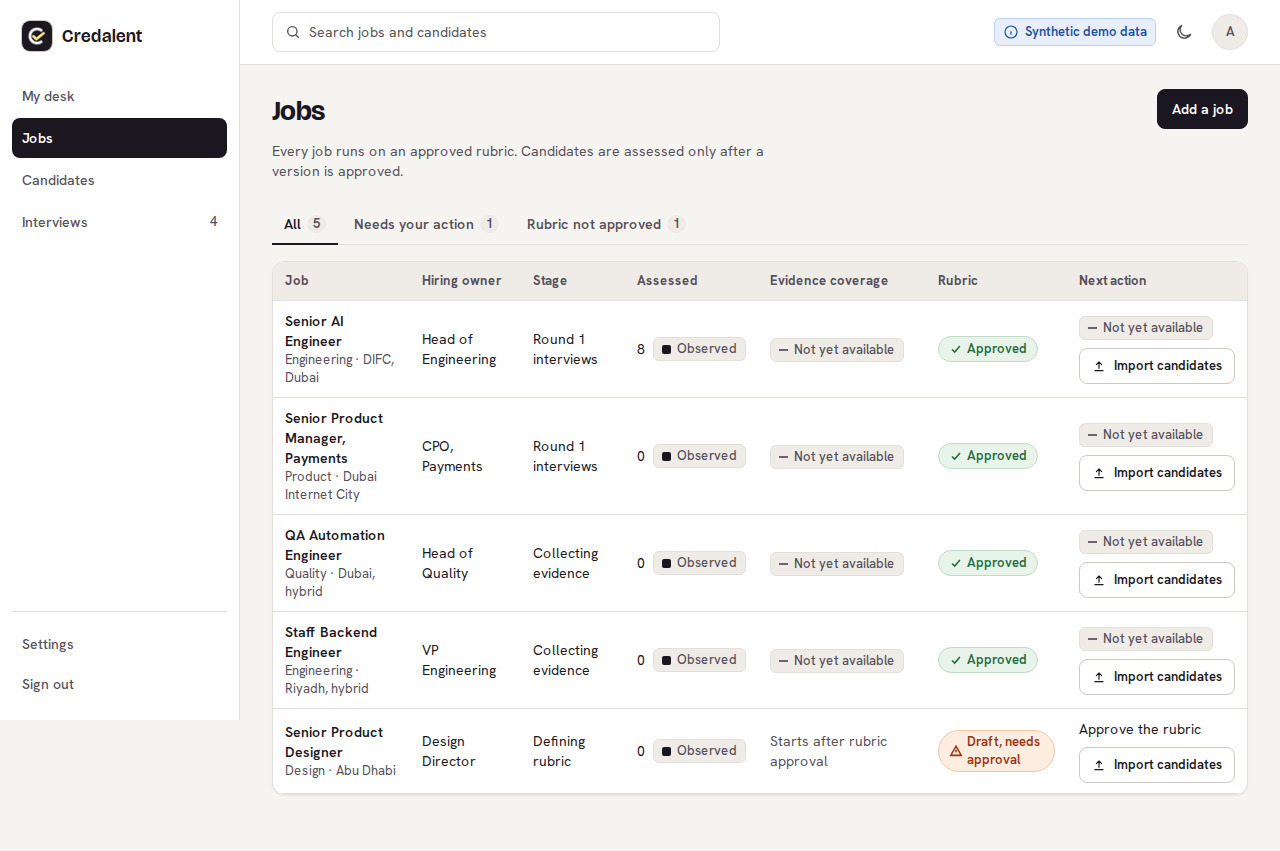 Credalent
Search jobs and candidates
Synthetic demo data
A
My desk
Jobs
Candidates
Interviews 4
Settings
Sign out
Jobs
Add a job
Every job runs on an approved rubric. Candidates are assessed only after a
version is approved.
All 5 Needs your action 1 Rubric not approved 1
Job Hiring owner Stage Assessed Evidence coverage Rubric Next action
Senior AI
Engineer
Engineering · DIFC,
Dubai
Head of
Engineering
Round 1
interviews
8 Observed
Not yet available
Approved
Not yet available
Import candidates
Senior Product
Manager,
Payments
Product · Dubai
Internet City
CPO,
Payments
Round 1
interviews
0 Observed
Not yet available
Approved
Not yet available
Import candidates
QA Automation
Engineer
Quality · Dubai,
hybrid
Head of
Quality
Collecting
evidence
0 Observed
Not yet available
Approved
Not yet available
Import candidates
Staff Backend
Engineer
Engineering ·
Riyadh, hybrid
VP
Engineering
Collecting
evidence
0 Observed
Not yet available
Approved
Not yet available
Import candidates
Senior Product
Designer
Design · Abu Dhabi
Design
Director
Defining
rubric
0 Observed
Starts after rubric
approval
Draft, needs
approval
Approve the rubric
Import candidates